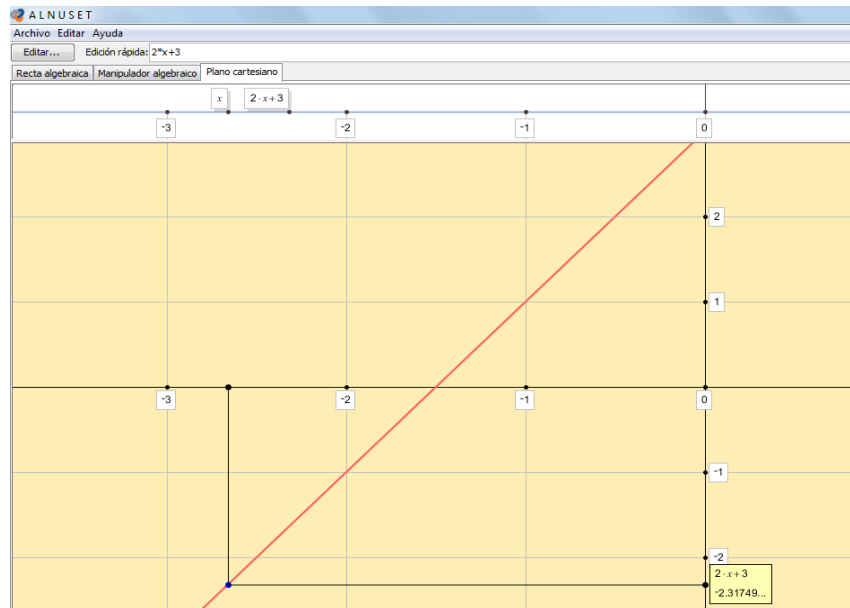 ALNUSET
Archivo Editar Ayuda
Editar... Edición rápida: 2*x+3
Recta algebraica Manipulador algebraico Plano cartesiano
x 2·x+3
-3 -2 -1 0
2
1
-3 -2 -1 0
-1
-2
2·x+3
-2.31749...